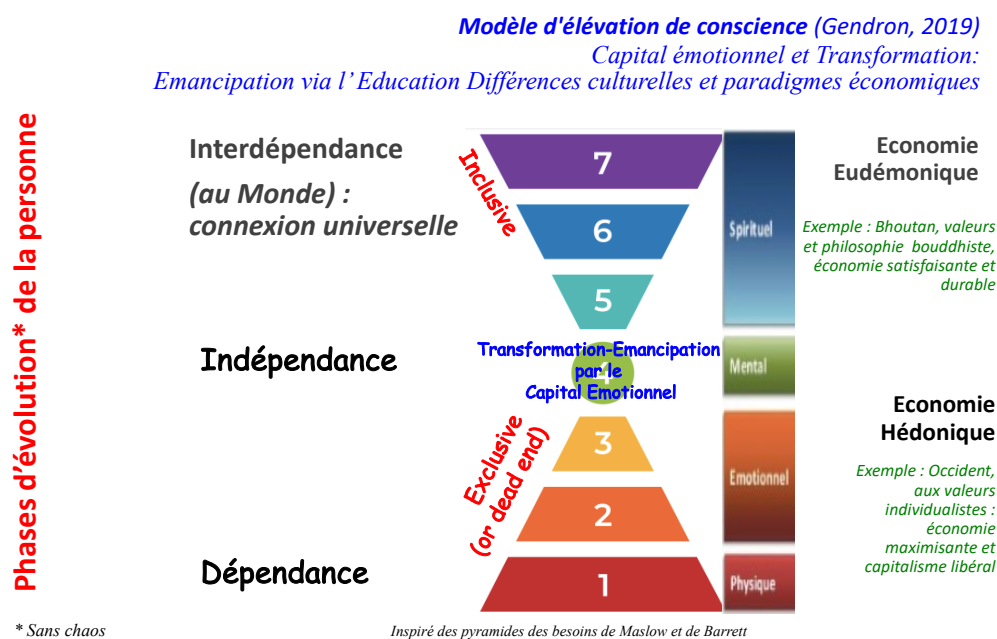 Modèle d'élévation de conscience (Gendron, 2019)
Capital émotionnel et Transformation:
Emancipation via l'Education Différences culturelles et paradigmes économiques
Phases d'évolution* de la personne
Interdépendance
(au Monde) :
connexion universelle
Indépendance
Dépendance
Inclusive
7
6
5
Transformation-Emancipation
par le
4
Capital Emotionnel
Exclusive
(or dead end)
3
2
1
Spirituel
Mental
Emotionnel
Physique
Economie
Eudémonique
Exemple : Bhoutan, valeurs
et philosophie bouddhiste,
économie satisfaisante et
durable
Economie
Hédonique
Exemple : Occident,
aux valeurs
individualistes :
économie
maximisante et
capitalisme libéral
* Sans chaos
Inspiré des pyramides des besoins de Maslow et de Barrett